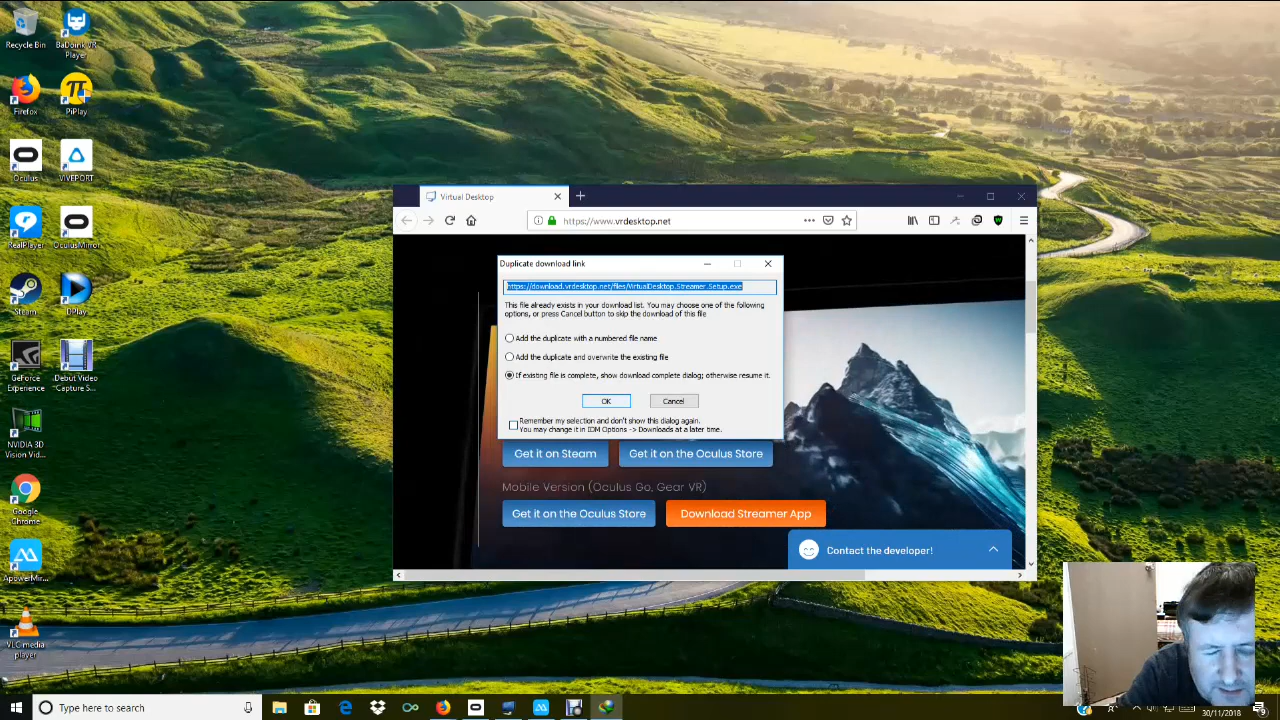 Recycle Bin
BaDoink VR
Player
Firefox
PiPlay
Oculus
VIVEPORT
RealPlayer
OculusMirror
Steam
DPlay
GeForce
Experience
Debut Video
Capture S...
NVIDIA 3D
Vision Vid...
Google
Chrome
ApowerMir...
VLC media
player
Virtual Desktop
https://www.vrdesktop.net
Duplicate download link
https://download.vrdesktop.net/files/VirtualDesktop.Streamer.Setup.exe
This file already exists in your download list. You may choose one of the following
options, or press Cancel button to skip the download of this file
Add the duplicate with a numbered file name
Add the duplicate and overwrite the existing file
If existing file is complete, show download complete dialog; otherwise resume it.
OK
Cancel
Remember my selection and don't show this dialog again.
You may change it in IDM Options -> Downloads at a later time.
Get it on Steam
Get it on the Oculus Store
Mobile Version (Oculus Go, Gear VR)
Get it on the Oculus Store
Download Streamer App
Contact the developer!
Type here to search
30/11/2018